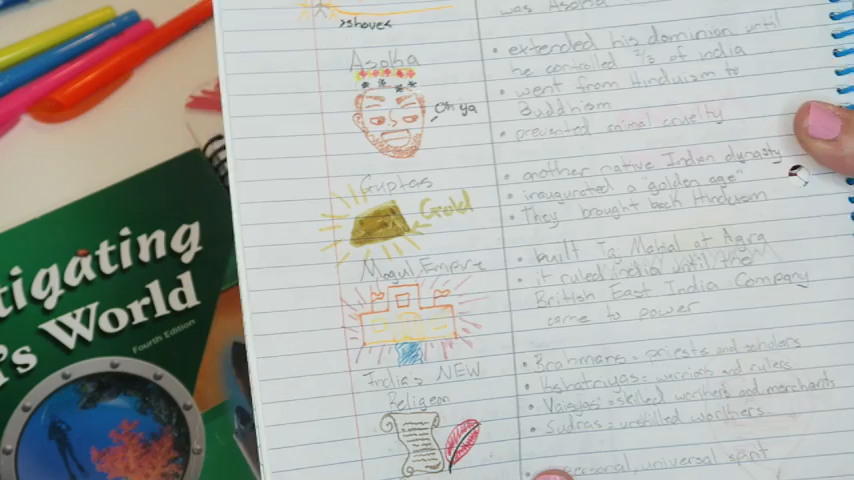 was Asoka
>shoves
Asoka
• extended his dominion until
he controlled 2/3 of india
• went from Hinduism to
Buddhism
• prevented animal cruelty
Oh ya
Guptas
• another native Indian dynasty
• inaugurated a "golden age"
• They brought back Hinduism
Gold
Mogul Empire
• built Taj Mahal at Agra
• it ruled india until the
British East India Company
came to power
India's NEW
Religeon
• Brahmans = priests and scholars
• Kshatriyas = warriors and rulers
• Vaisyas = skilled workers and merchants
• Sudras = unskilled workers
personal, universal spirit
tigating
's World
Fourth Edition